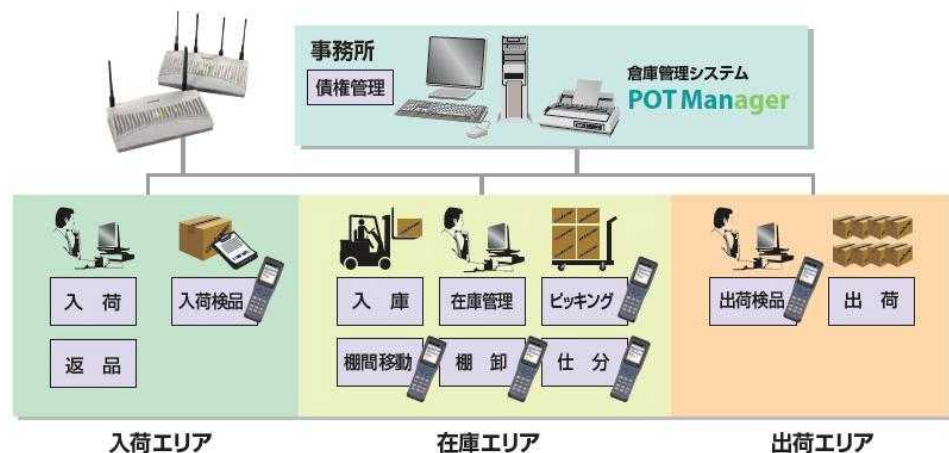 事務所
債権管理
倉庫管理システム
POT Manager
入荷
入荷検品
返品
入庫
在庫管理
ピッキング
棚間移動
棚卸
仕分
出荷検品
出荷
入荷エリア
在庫エリア
出荷エリア